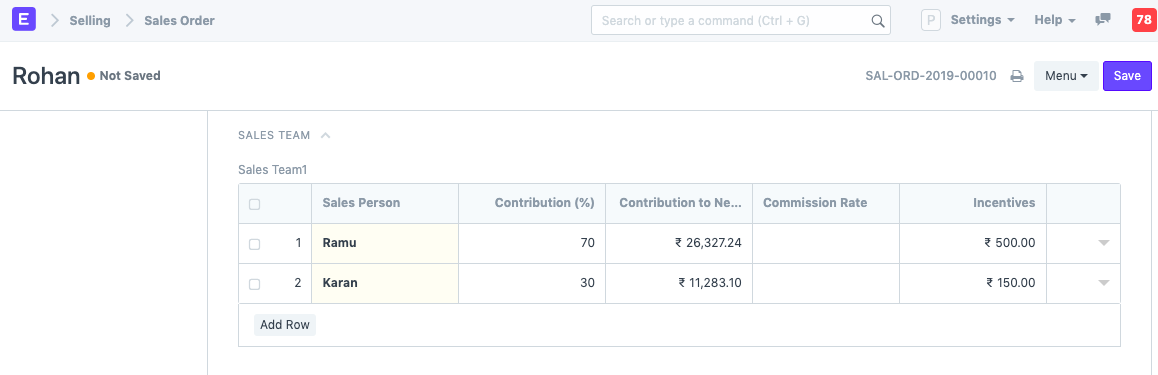 E Selling Sales Order Search or type a command (Ctrl + G) P Settings Help 78
Rohan Not Saved SAL-ORD-2019-00010 Menu Save
SALES TEAM
Sales Team1
Sales Person Contribution (%) Contribution to Ne... Commission Rate Incentives
1 Ramu 70 ₹ 26,327.24 ₹ 500.00
2 Karan 30 ₹ 11,283.10 ₹ 150.00
Add Row